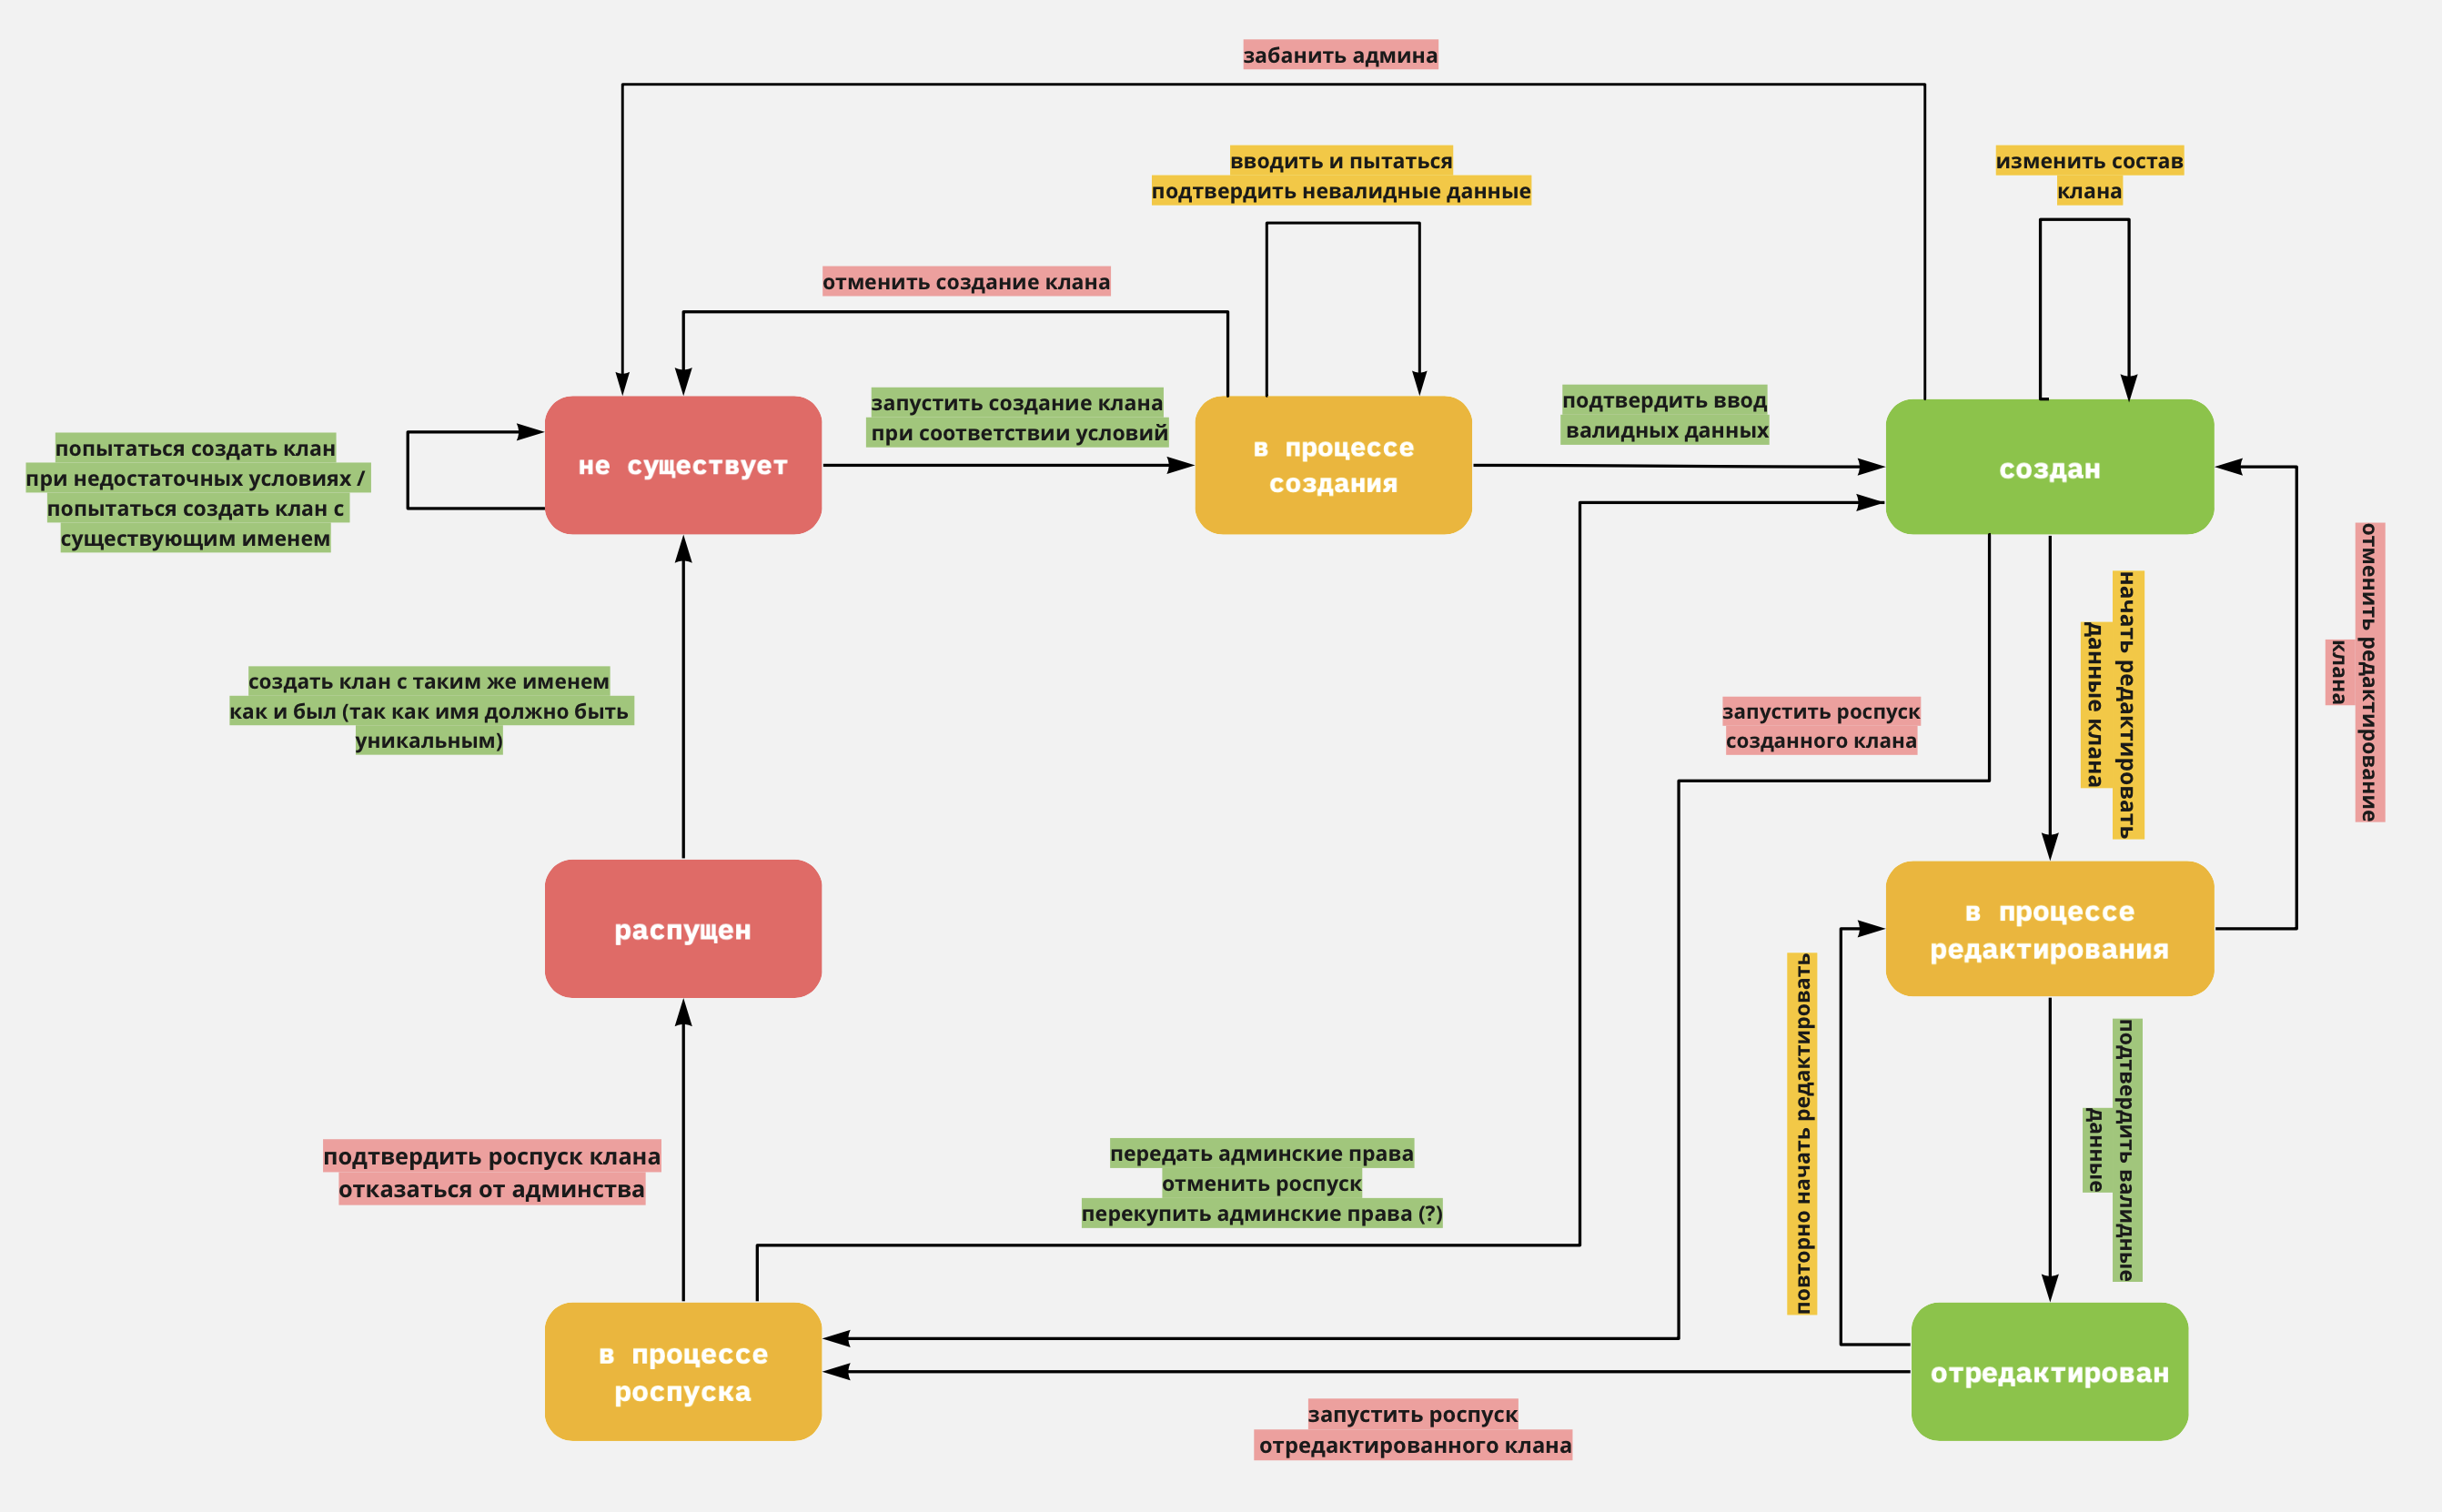 забанить админа
вводить и пытаться
подтвердить невалидные данные
изменить состав
клана
отменить создание клана
запустить создание клана
при соответствии условий
подтвердить ввод
валидных данных
попытаться создать клан
при недостаточных условиях /
попытаться создать клан с
существующим именем
не существует
в процессе
создания
создан
отменить редактирование
клана
начать редактировать
данные клана
создать клан с таким же именем
как и был (так как имя должно быть
уникальным)
запустить роспуск
созданного клана
распущен
в процессе
редактирования
повторно начать редактировать
подтвердить валидные
данные
подтвердить роспуск клана
отказаться от админства
передать админские права
отменить роспуск
перекупить админские права (?)
в процессе
роспуска
отредактирован
запустить роспуск
отредактированного клана